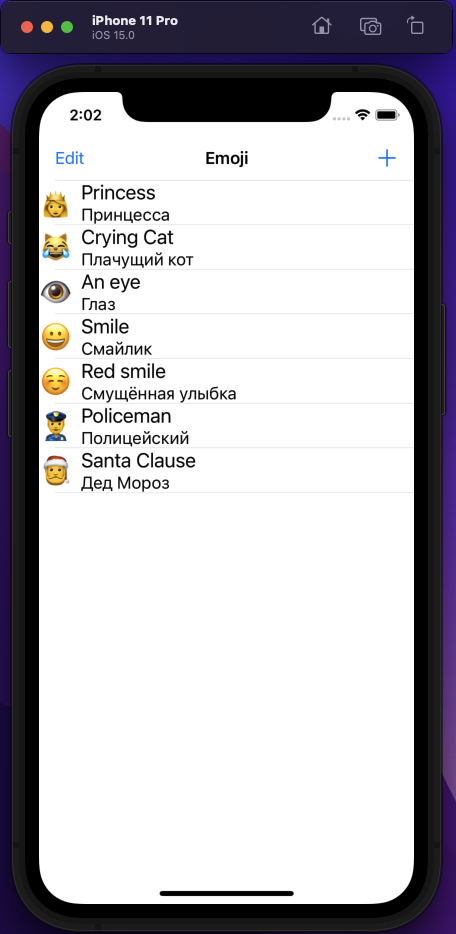 iPhone 11 Pro
iOS 15.0
2:02
Edit
Emoji
Princess
Принцесса
Crying Cat
Плачущий кот
An eye
Глаз
Smile
Смайлик
Red smile
Смущённая улыбка
Policeman
Полицейский
Santa Clause
Дед Мороз